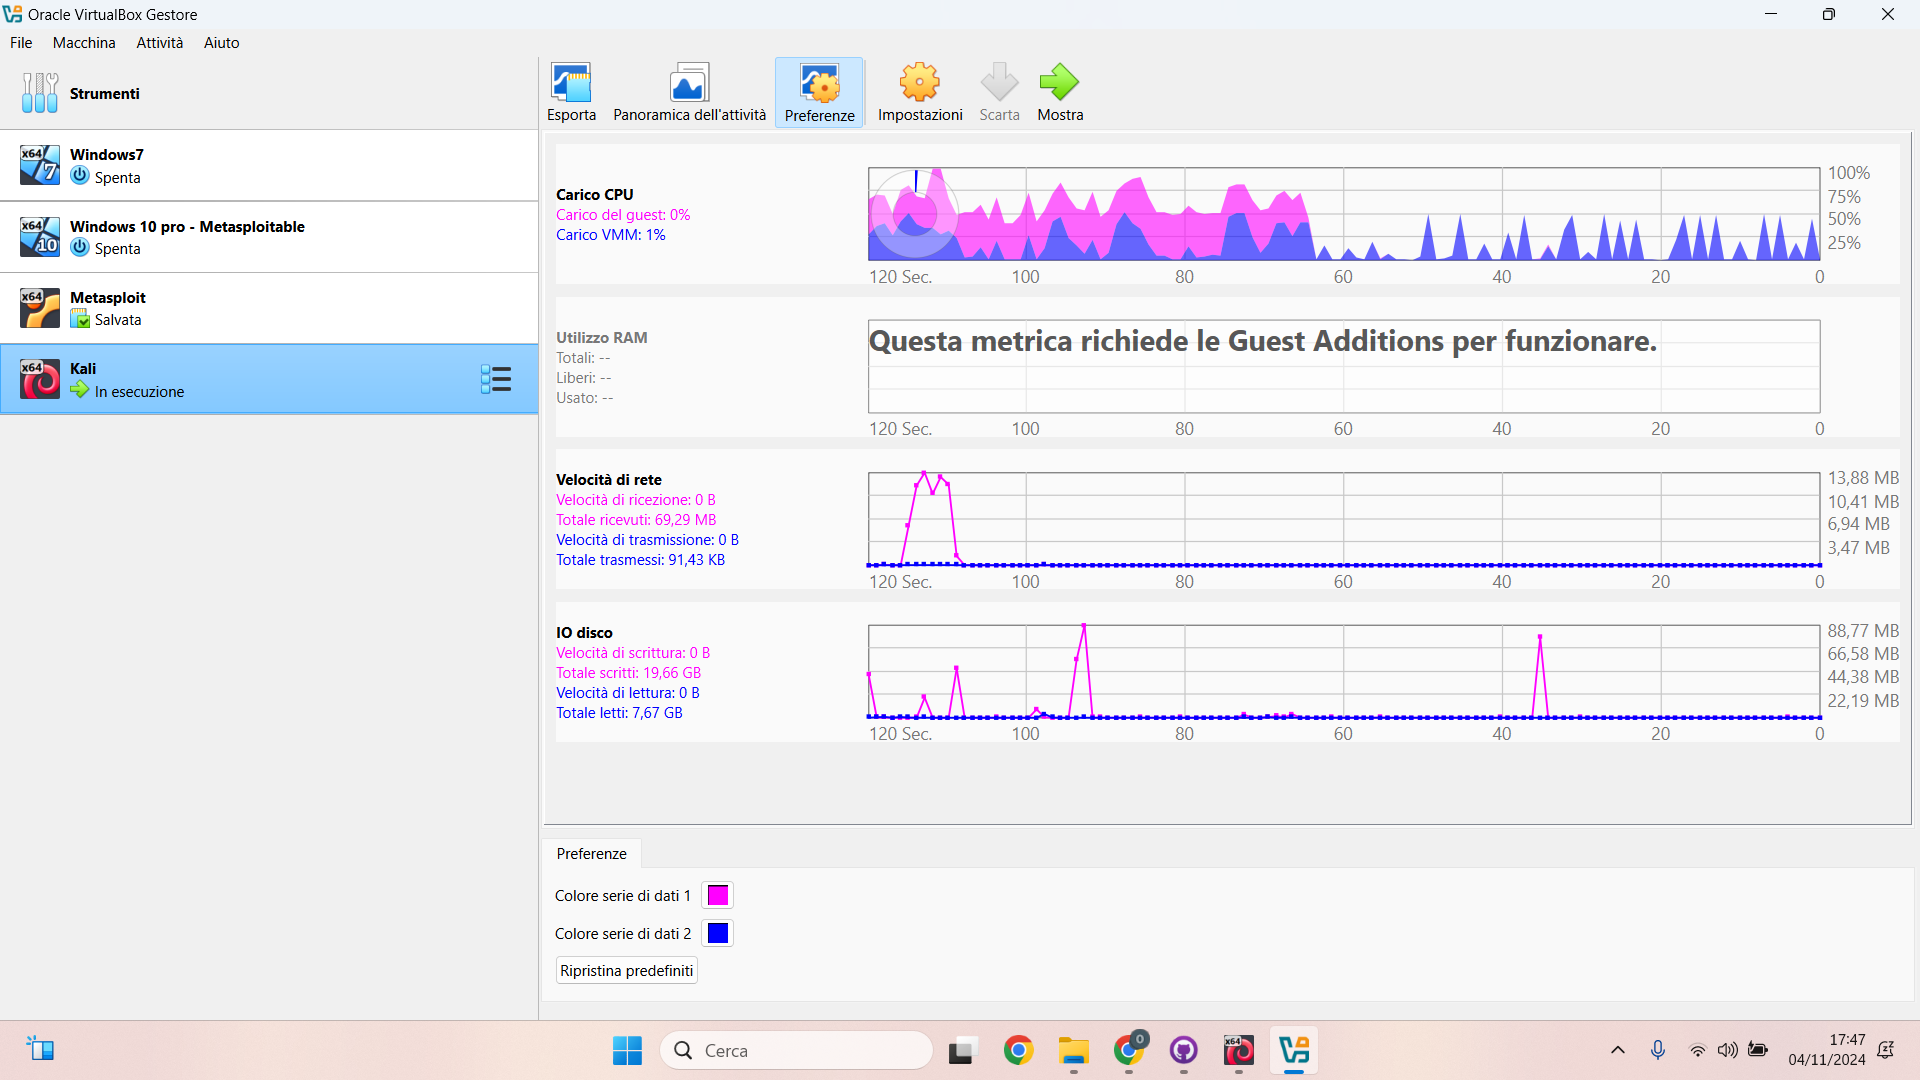 Oracle VirtualBox Gestore
File Macchina Attività Aiuto
Strumenti
x64 7 Windows7
Spenta
x64 10 Windows 10 pro - Metasploitable
Spenta
x64 Metasploit
Salvata
x64 Kali
In esecuzione
Esporta Panoramica dell'attività Preferenze Impostazioni Scarta Mostra
Carico CPU
Carico del guest: 0%
Carico VMM: 1%
100%
75%
50%
25%
120 Sec. 100 80 60 40 20 0
Utilizzo RAM
Totali: --
Liberi: --
Usato: --
Questa metrica richiede le Guest Additions per funzionare.
120 Sec. 100 80 60 40 20 0
Velocità di rete
Velocità di ricezione: 0 B
Totale ricevuti: 69,29 MB
Velocità di trasmissione: 0 B
Totale trasmessi: 91,43 KB
13,88 MB
10,41 MB
6,94 MB
3,47 MB
120 Sec. 100 80 60 40 20 0
IO disco
Velocità di scrittura: 0 B
Totale scritti: 19,66 GB
Velocità di lettura: 0 B
Totale letti: 7,67 GB
88,77 MB
66,58 MB
44,38 MB
22,19 MB
120 Sec. 100 80 60 40 20 0
Preferenze
Colore serie di dati 1
Colore serie di dati 2
Ripristina predefiniti
Cerca
0
x64
17:47
04/11/2024